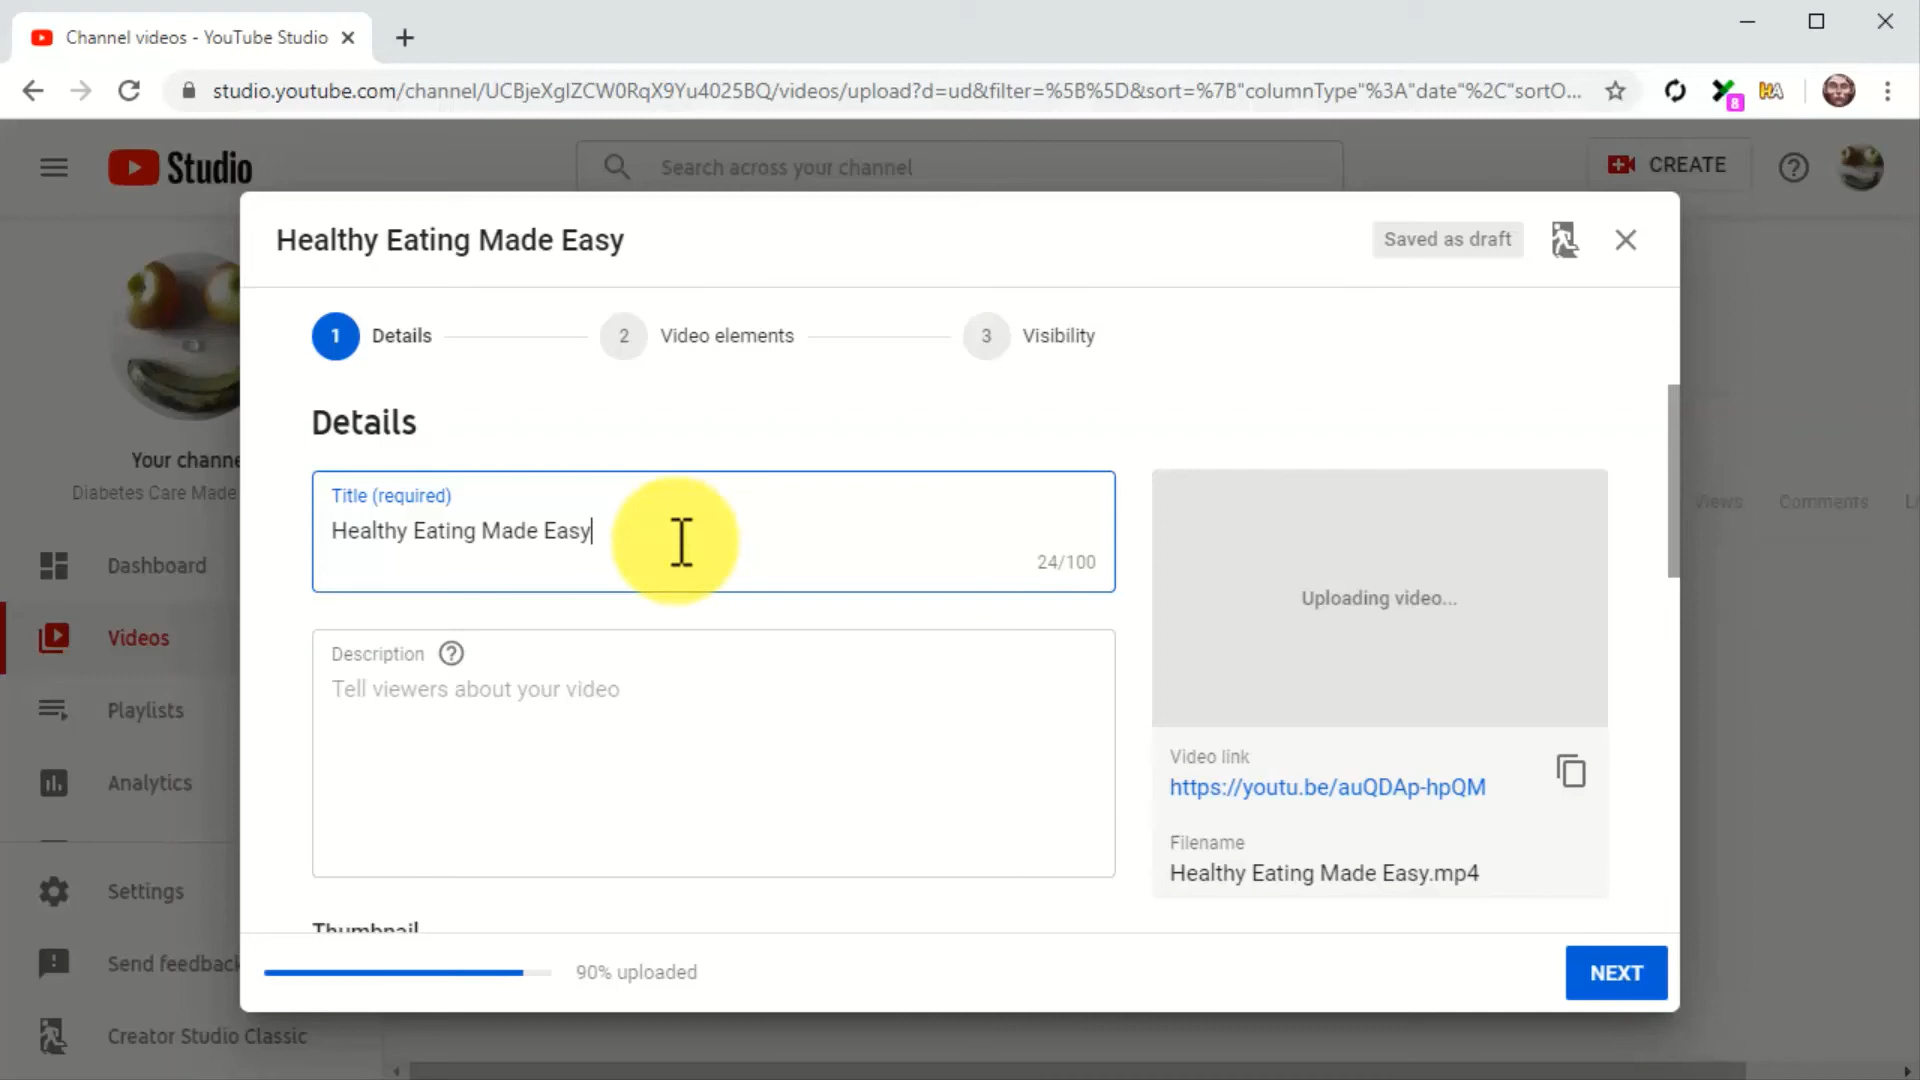 Channel videos - YouTube Studio
studio.youtube.com/channel/UCBjeXglZCW0RqX9Yu4025BQ/videos/upload?d=ud&filter=%5B%5D&sort=%7B"columnType"%3A"date"%2C"sortO...
8
HA
Studio
Search across your channel
CREATE
Healthy Eating Made Easy
Saved as draft
1 Details
2 Video elements
3 Visibility
Details
Title (required)
Healthy Eating Made Easy
24/100
Description
Tell viewers about your video
Thumbnail
Uploading video...
Video link
https://youtu.be/auQDAp-hpQM
Filename
Healthy Eating Made Easy.mp4
90% uploaded
NEXT
Your channe
Diabetes Care Made
Dashboard
Videos
Playlists
Analytics
Settings
Send feedback
Creator Studio Classic
Views
Comments